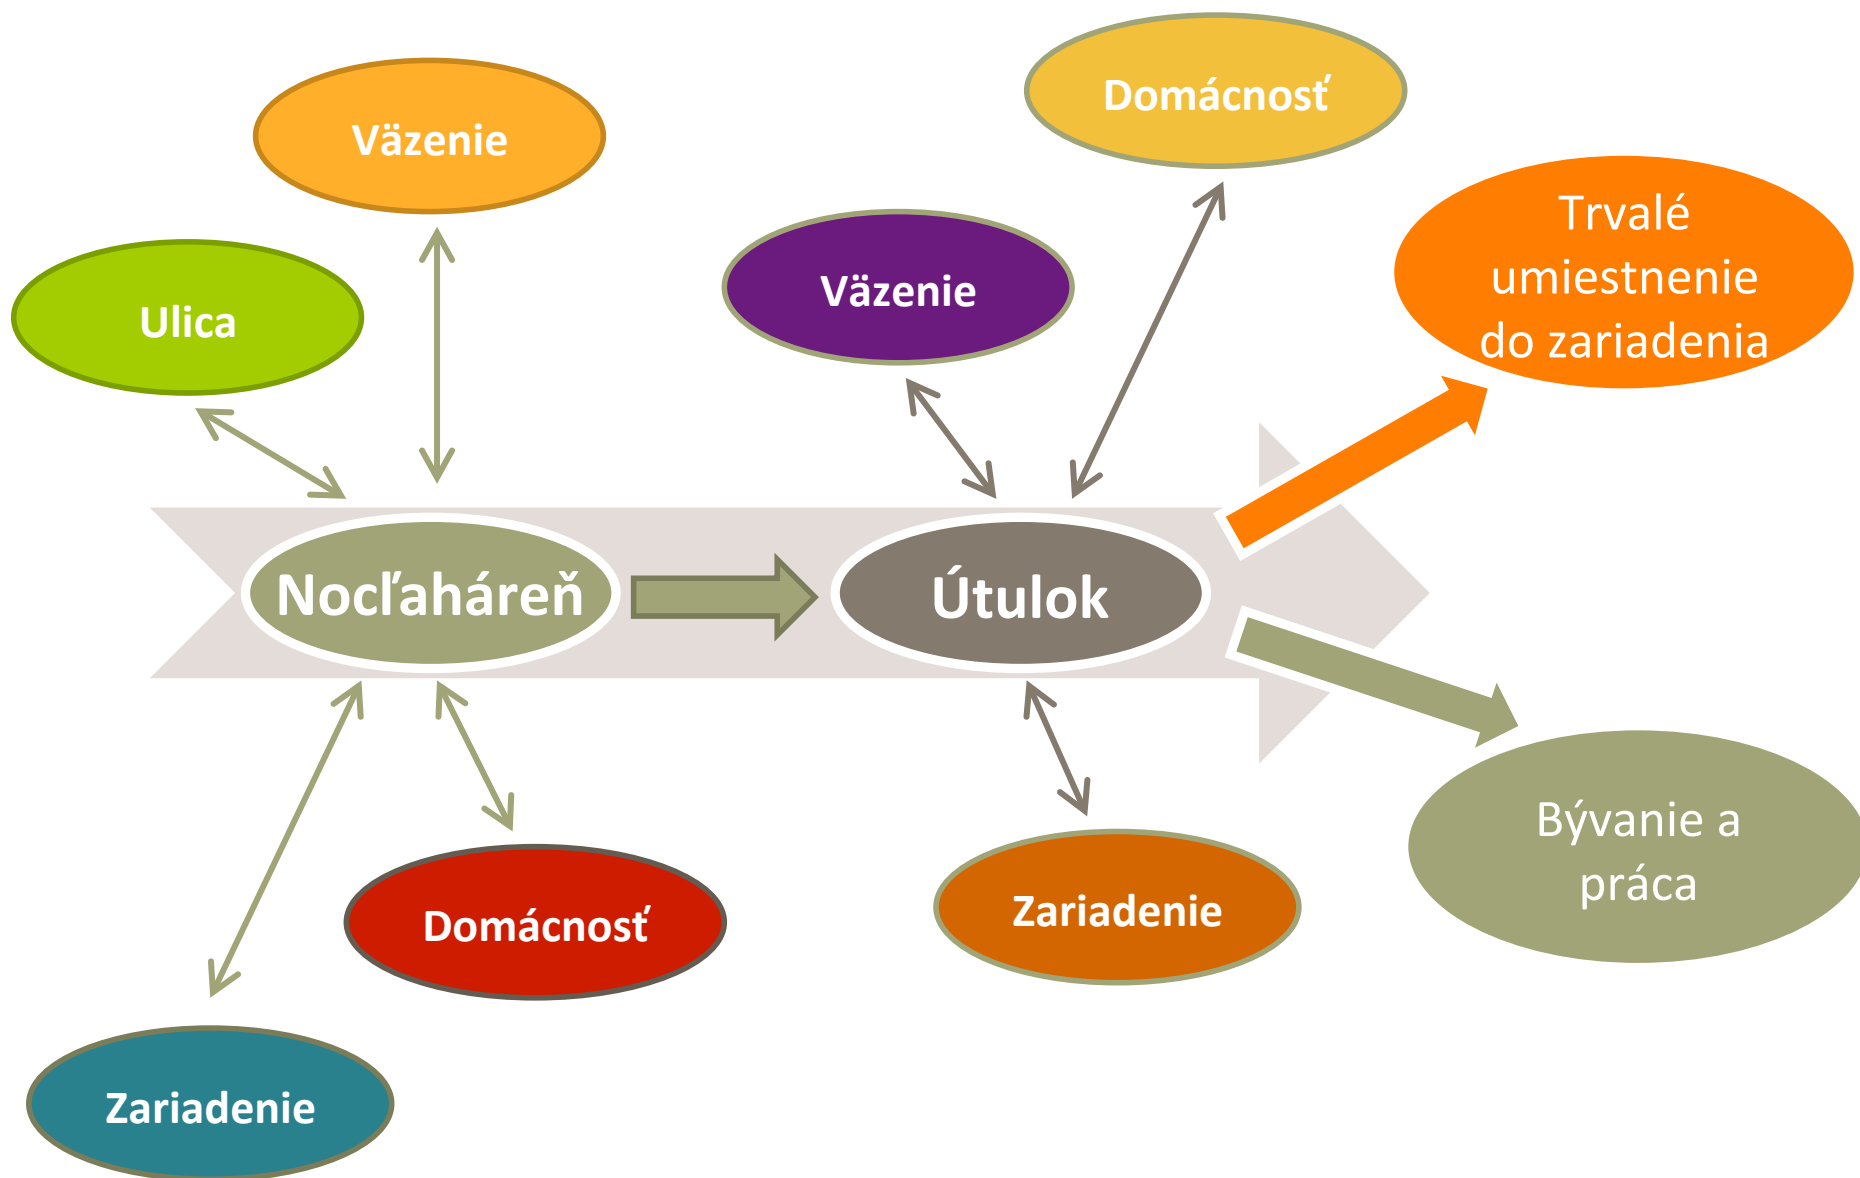 Domácnosť
Väzenie
Trvalé
umiestnenie
do zariadenia
Väzenie
Ulica
Nocľaháreň
Útulok
Bývanie a
práca
Domácnosť
Zariadenie
Zariadenie